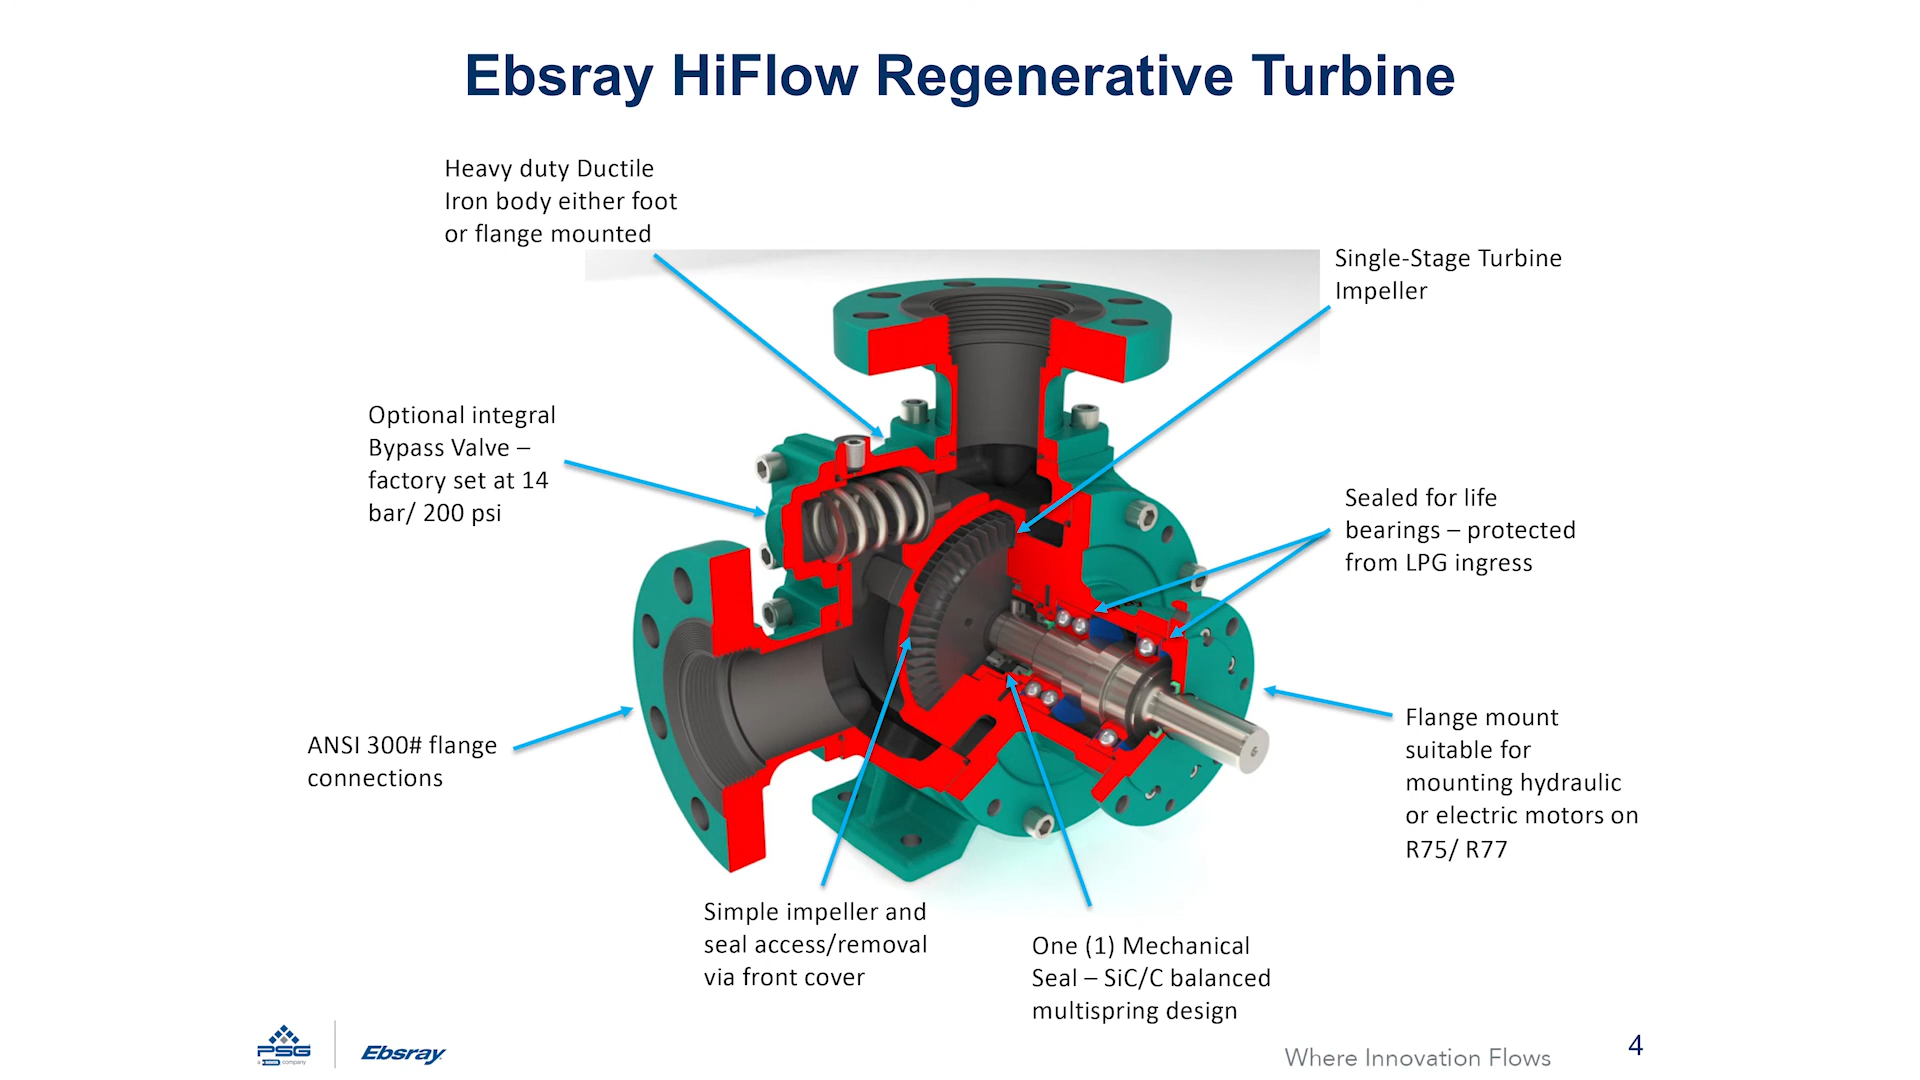 Ebsray HiFlow Regenerative Turbine
Heavy duty Ductile
Iron body either foot
or flange mounted
Single-Stage Turbine
Impeller
Optional integral
Bypass Valve –
factory set at 14
bar/ 200 psi
Sealed for life
bearings – protected
from LPG ingress
ANSI 300# flange
connections
Flange mount
suitable for
mounting hydraulic
or electric motors on
R75/ R77
Simple impeller and
seal access/removal
via front cover
One (1) Mechanical
Seal – SiC/C balanced
multispring design
PSG
a DOVER company
Ebsray
Where Innovation Flows
4